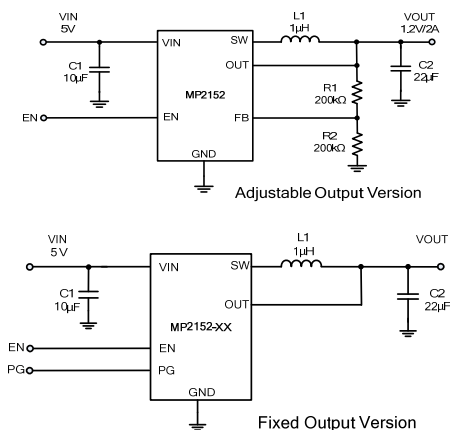 VIN
5V
L1
1µH
VOUT
1.2V/2A
VIN
SW
C1
10µF
OUT
C2
22µF
R1
200kΩ
MP2152
EN
EN
FB
R2
200kΩ
GND
Adjustable Output Version
VIN
5V
L1
1µH
VOUT
VIN
SW
C1
10µF
OUT
C2
22µF
MP2152-XX
EN
EN
PG
PG
GND
Fixed Output Version